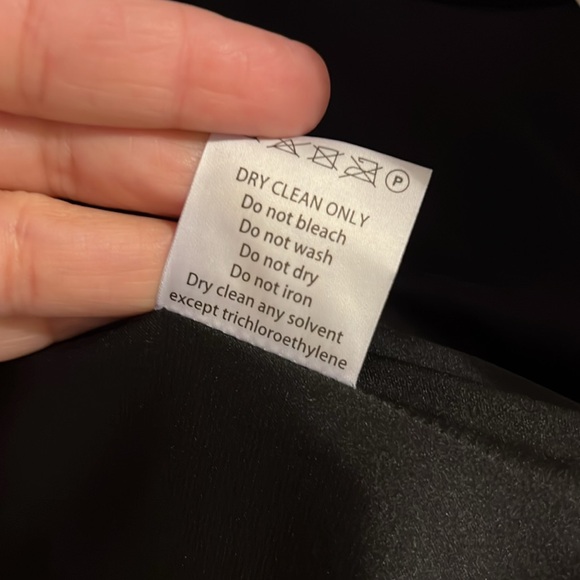 P
DRY CLEAN ONLY
Do not bleach
Do not wash
Do not dry
Do not iron
Dry clean any solvent
except trichloroethylene